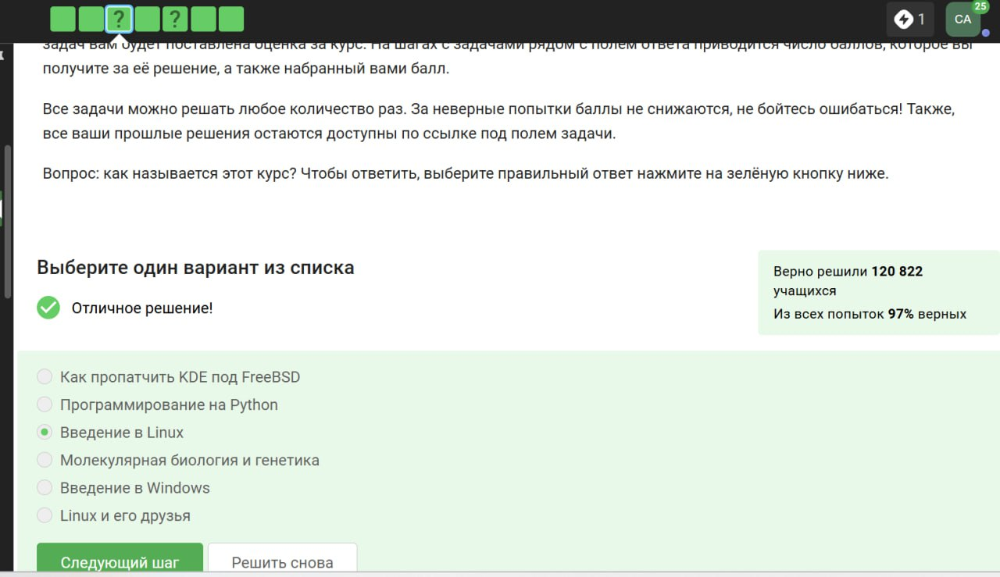 ? ?
1
СА
25
задач вам будет поставлена оценка за курс. На шагах с задачами рядом с полем ответа приводится число баллов, которое вы
получите за её решение, а также набранный вами балл.
Все задачи можно решать любое количество раз. За неверные попытки баллы не снижаются, не бойтесь ошибаться! Также,
все ваши прошлые решения остаются доступны по ссылке под полем задачи.
Вопрос: как называется этот курс? Чтобы ответить, выберите правильный ответ нажмите на зелёную кнопку ниже.
Выберите один вариант из списка
Отличное решение!
Верно решили 120 822
учащихся
Из всех попыток 97% верных
Как пропатчить KDE под FreeBSD
Программирование на Python
Введение в Linux
Молекулярная биология и генетика
Введение в Windows
Linux и его друзья
Следующий шаг
Решить снова